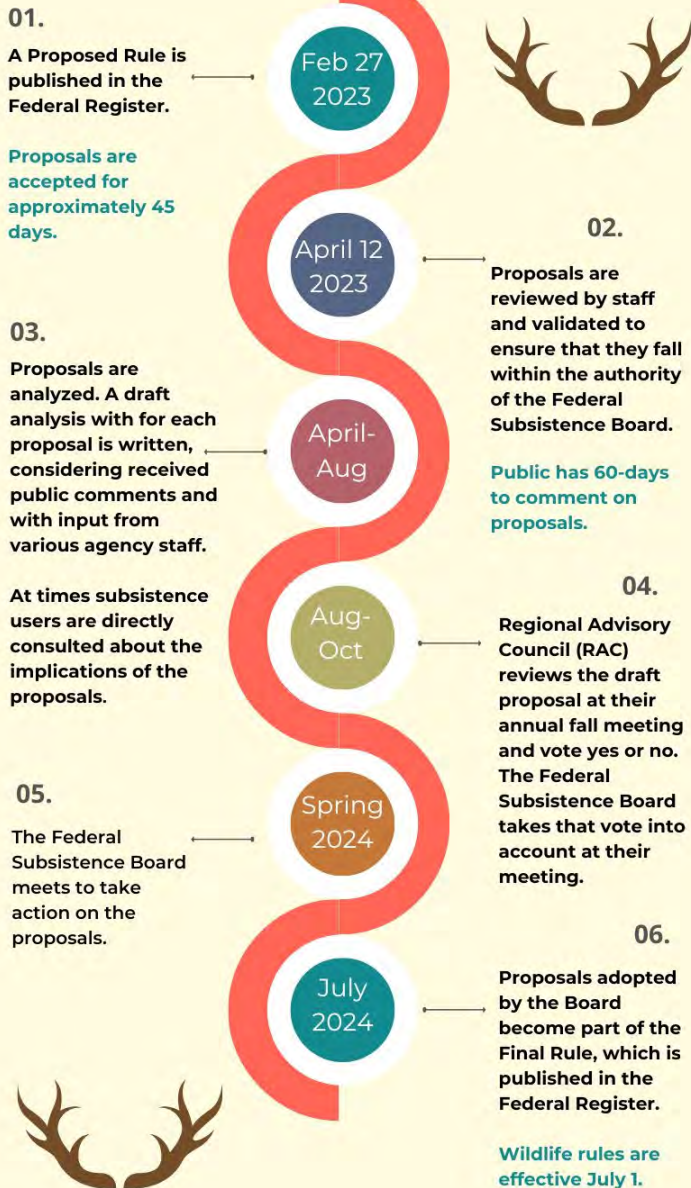 01.
A Proposed Rule is
published in the
Federal Register.
Proposals are
accepted for
approximately 45
days.
Feb 27
2023
02.
Proposals are
reviewed by staff
and validated to
ensure that they fall
within the authority
of the Federal
Subsistence Board.
Public has 60-days
to comment on
proposals.
April 12
2023
03.
Proposals are
analyzed. A draft
analysis with for each
proposal is written,
considering received
public comments and
with input from
various agency staff.
At times subsistence
users are directly
consulted about the
implications of the
proposals.
April-
Aug
04.
Regional Advisory
Council (RAC)
reviews the draft
proposal at their
annual fall meeting
and vote yes or no.
The Federal
Subsistence Board
takes that vote into
account at their
meeting.
Aug-
Oct
05.
The Federal
Subsistence Board
meets to take
action on the
proposals.
Spring
2024
06.
Proposals adopted
by the Board
become part of the
Final Rule, which is
published in the
Federal Register.
Wildlife rules are
effective July 1.
July
2024